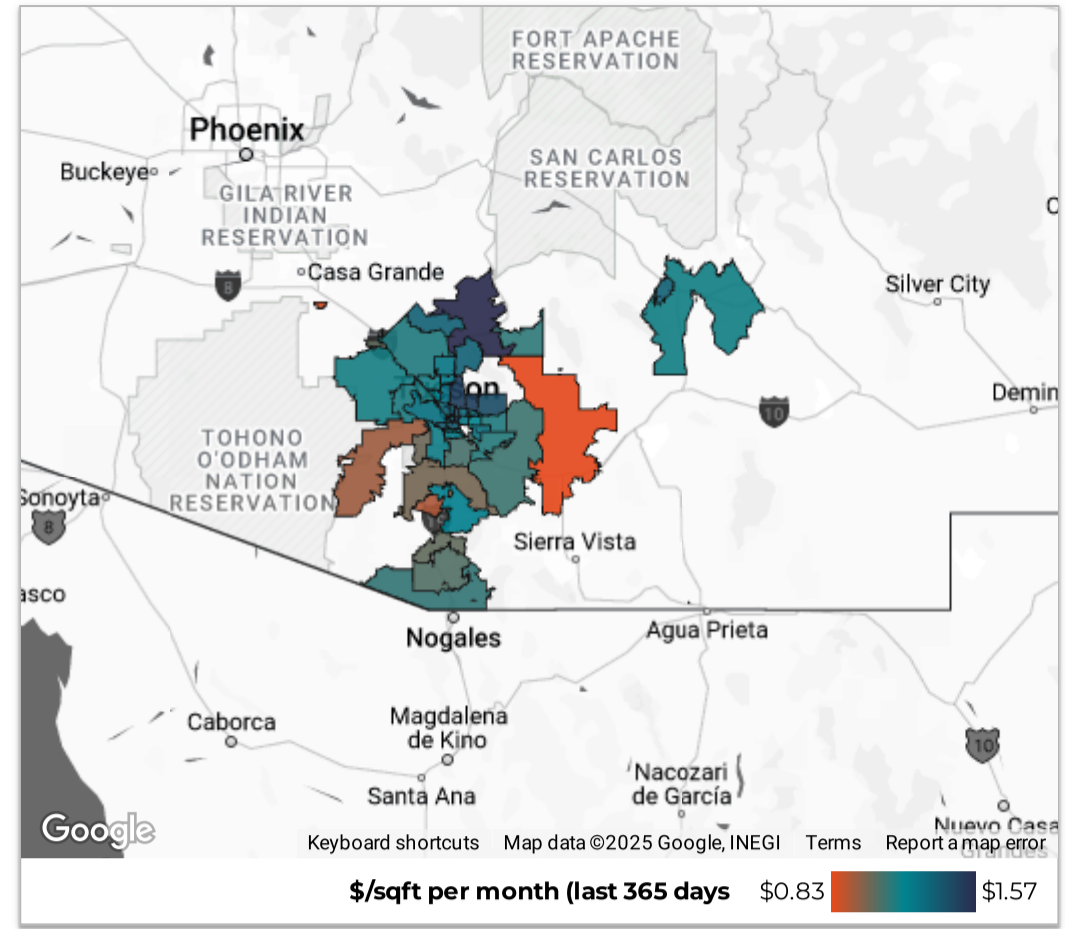 FORT APACHE
RESERVATION
Phoenix
Buckeye
SAN CARLOS
RESERVATION
GILA RIVER
INDIAN
RESERVATION
C
Casa Grande
8
Silver City
on
Demin
10
TOHONO
O'ODHAM
NATION
RESERVATION
Sonoyta
8
Sierra Vista
asco
Nogales
Agua Prieta
Caborca
Magdalena
de Kino
10
Nacozari
de García
Santa Ana
Nuevo Casa
Grandes
Google
Keyboard shortcuts Map data ©2025 Google, INEGI Terms Report a map error
$/sqft per month (last 365 days $0.83 $1.57